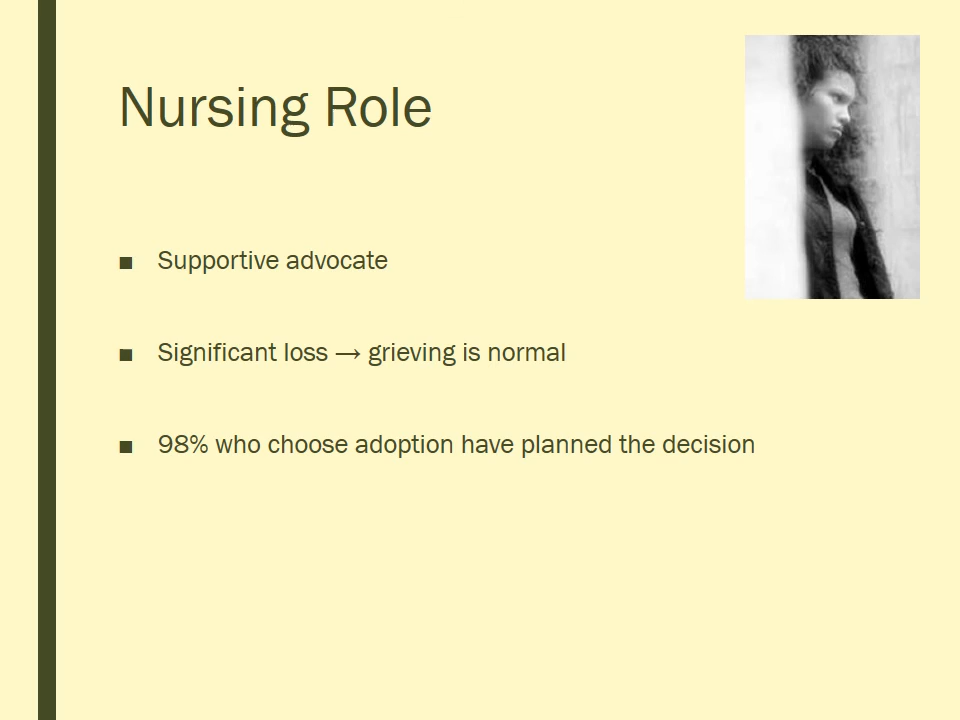 Nursing Role
■ Supportive advocate
■ Significant loss → grieving is normal
■ 98% who choose adoption have planned the decision